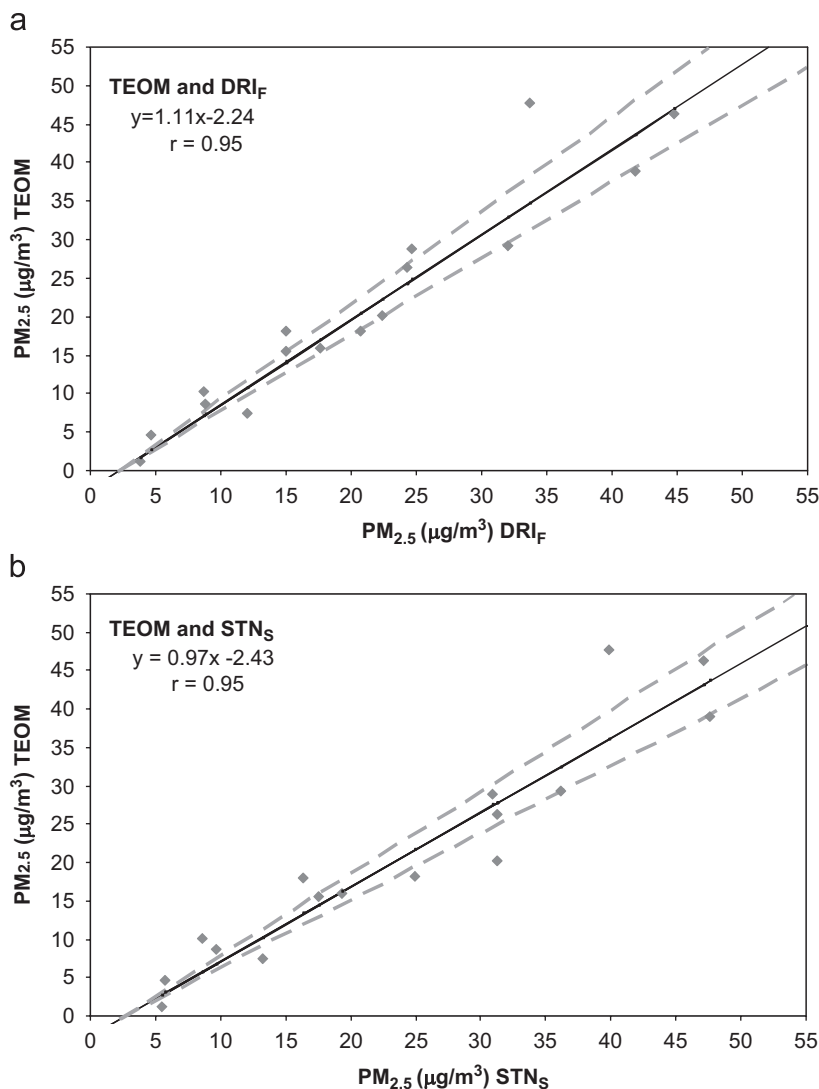 a
55
50
45
40
35
30
25
20
15
10
5
0
PM2.5 (μg/m³) TEOM
TEOM and DRIF
y=1.11x-2.24
r = 0.95
0 5 10 15 20 25 30 35 40 45 50 55
PM2.5 (μg/m³) DRIF
b
55
50
45
40
35
30
25
20
15
10
5
0
PM2.5 (μg/m³) TEOM
TEOM and STNS
y = 0.97x -2.43
r = 0.95
0 5 10 15 20 25 30 35 40 45 50 55
PM2.5 (μg/m³) STNS